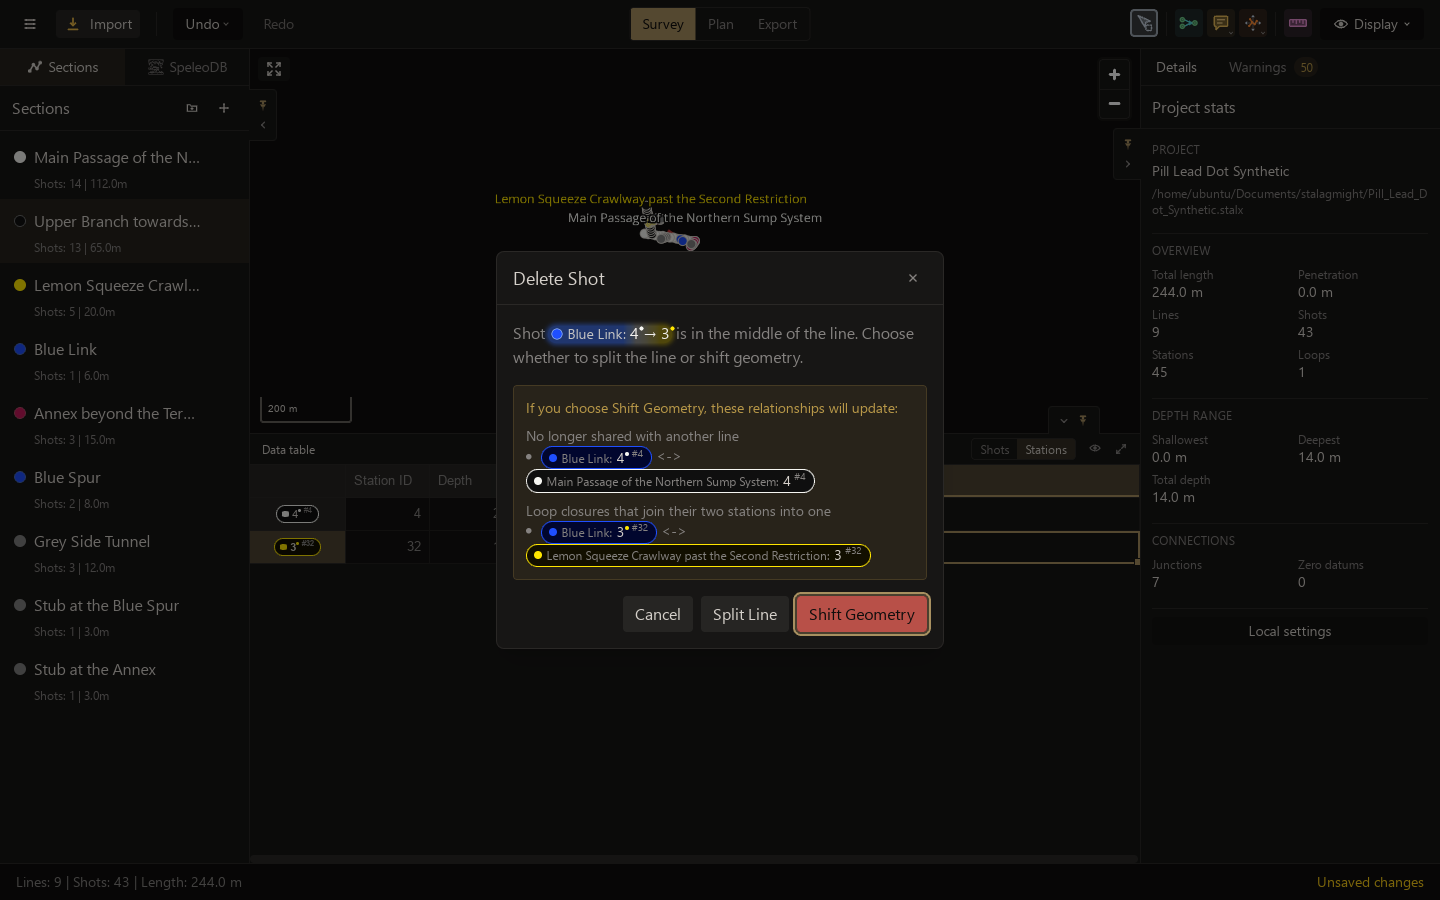 Import
Undo
Redo
Survey
Plan
Export
Display
Sections
SpeleoDB
Details
Warnings 50
Sections
Project stats
Main Passage of the N...
Shots: 14 | 112.0m
Upper Branch towards...
Shots: 13 | 65.0m
Lemon Squeeze Crawl...
Shots: 5 | 20.0m
Blue Link
Shots: 1 | 6.0m
Annex beyond the Ter...
Shots: 3 | 15.0m
Blue Spur
Shots: 2 | 8.0m
Grey Side Tunnel
Shots: 3 | 12.0m
Stub at the Blue Spur
Shots: 1 | 3.0m
Stub at the Annex
Shots: 1 | 3.0m
Lemon Squeeze Crawlway past the Second Restriction
Main Passage of the Northern Sump System
200 m
Data table
Shots
Stations
Station ID
Depth
4 #4
4
3 #32
32
Delete Shot
Shot Blue Link: 4 → 3 is in the middle of the line. Choose
whether to split the line or shift geometry.
If you choose Shift Geometry, these relationships will update:
No longer shared with another line
• Blue Link: 4 #4 <->
Main Passage of the Northern Sump System: 4 #4
Loop closures that join their two stations into one
• Blue Link: 3 #32 <->
Lemon Squeeze Crawlway past the Second Restriction: 3 #32
Cancel
Split Line
Shift Geometry
PROJECT
Pill Lead Dot Synthetic
/home/ubuntu/Documents/stalagmight/Pill_Lead_D
ot_Synthetic.stalx
OVERVIEW
Total length
Penetration
244.0 m
0.0 m
Lines
Shots
9
43
Stations
Loops
45
1
DEPTH RANGE
Shallowest
Deepest
0.0 m
14.0 m
Total depth
14.0 m
CONNECTIONS
Junctions
Zero datums
7
0
Local settings
Lines: 9 | Shots: 43 | Length: 244.0 m
Unsaved changes